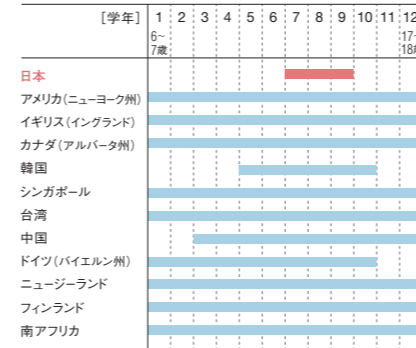 [学年] 1 2 3 4 5 6 7 8 9 10 11 12
6~ 17~
7歳 18歳
日本
アメリカ(ニューヨーク州)
イギリス(イングランド)
カナダ(アルバータ州)
韓国
シンガポール
台湾
中国
ドイツ(バイエルン州)
ニュージーランド
フィンランド
南アフリカ